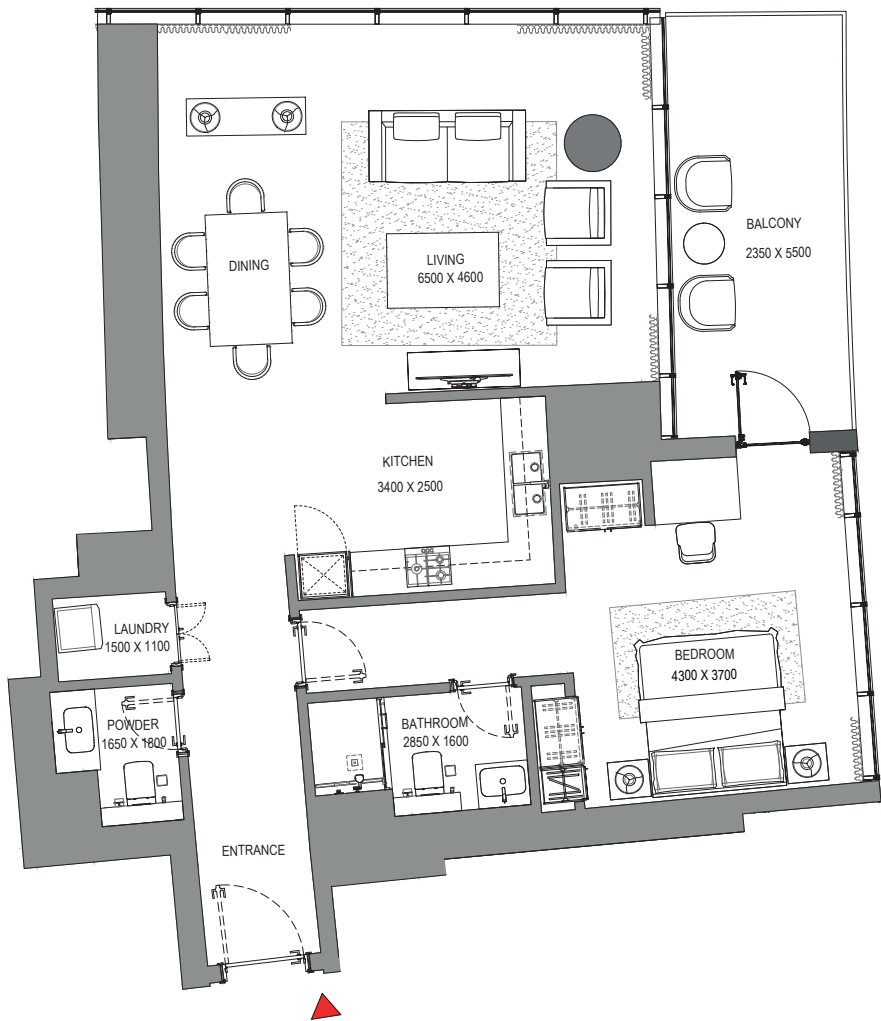 BALCONY
2350 X 5500
DINING
LIVING
6500 X 4600
KITCHEN
3400 X 2500
LAUNDRY
1500 X 1100
BEDROOM
4300 X 3700
POWDER
1650 X 1800
BATHROOM
2850 X 1600
ENTRANCE